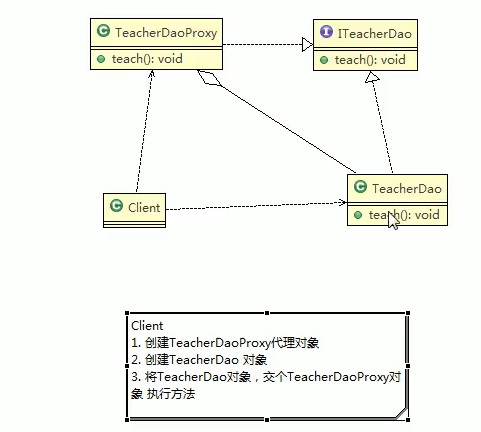 TeacherDaoProxy
teach(): void
ITeacherDao
teach(): void
Client
TeacherDao
teach(): void
Client
1. 创建TeacherDaoProxy代理对象
2. 创建TeacherDao 对象
3. 将TeacherDao对象，交个TeacherDaoProxy对
象 执行方法